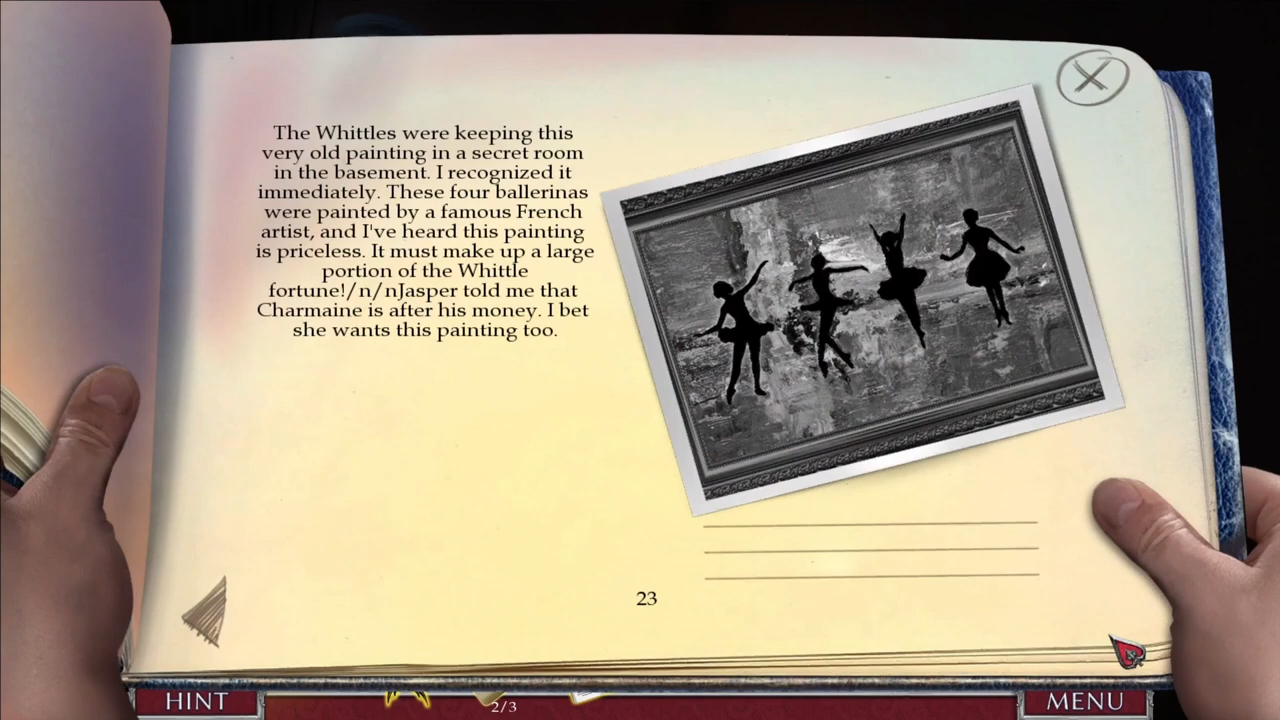 The Whittles were keeping this
very old painting in a secret room
in the basement. I recognized it
immediately. These four ballerinas
were painted by a famous French
artist, and I've heard this painting
is priceless. It must make up a large
portion of the Whittle
fortune!/n/nJasper told me that
Charmaine is after his money. I bet
she wants this painting too.
23
HINT
2/3
MENU